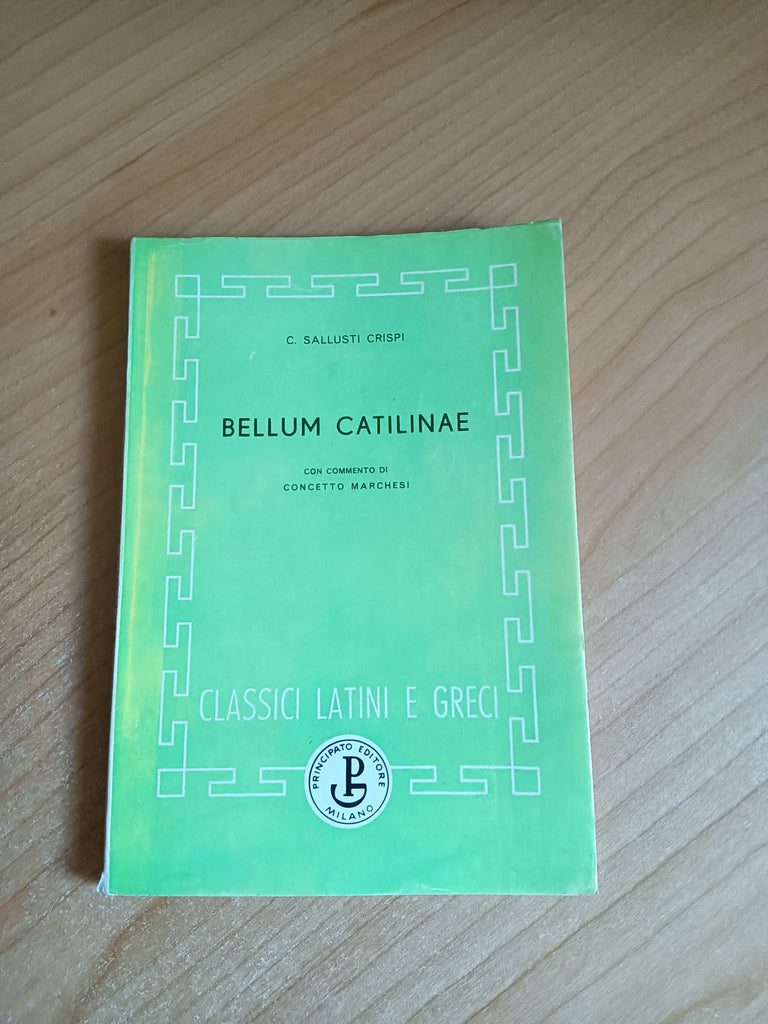 C. SALLUSTI CRISPI
BELLUM CATILINAE
CON COMMENTO DI
CONCETTO MARCHESI
CLASSICI LATINI E GRECI
PRINCIPATO EDITORE
P
MILANO